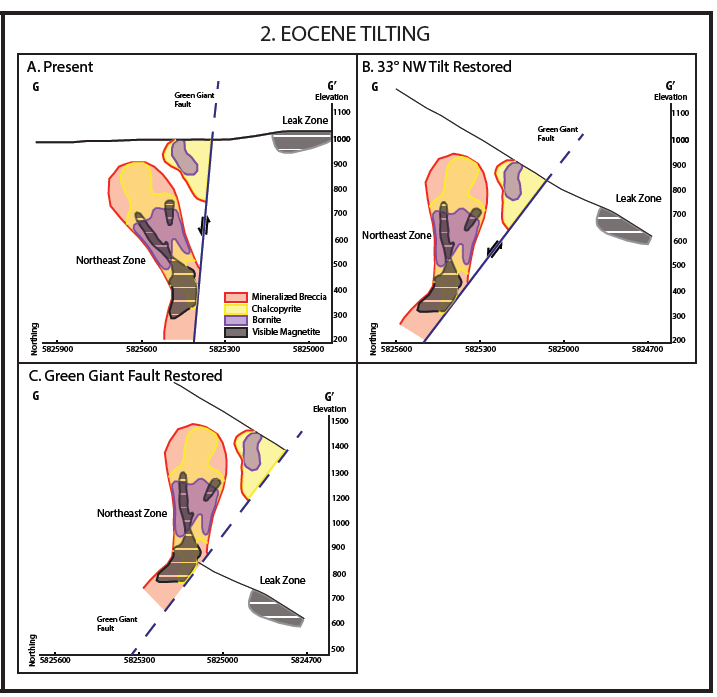 2. EOCENE TILTING
A. Present
G
G'
Elevation
Green Giant
Fault
Leak Zone
1100
1000
900
800
700
600
500
400
300
200
Northeast Zone
Mineralized Breccia
Chalcopyrite
Bornite
Visible Magnetite
Northing
5825900
5825600
5825300
5825000
B. 33° NW Tilt Restored
G
G'
Elevation
Green Giant
Fault
Leak Zone
1100
1000
900
800
700
600
500
400
300
200
Northeast Zone
Northing
5825600
5825300
5825000
5824700
C. Green Giant Fault Restored
G
G'
Elevation
1500
1400
1300
1200
1000
900
800
700
600
500
Northeast Zone
Leak Zone
Green Giant
Fault
Northing
5825600
5825300
5825000
5824700